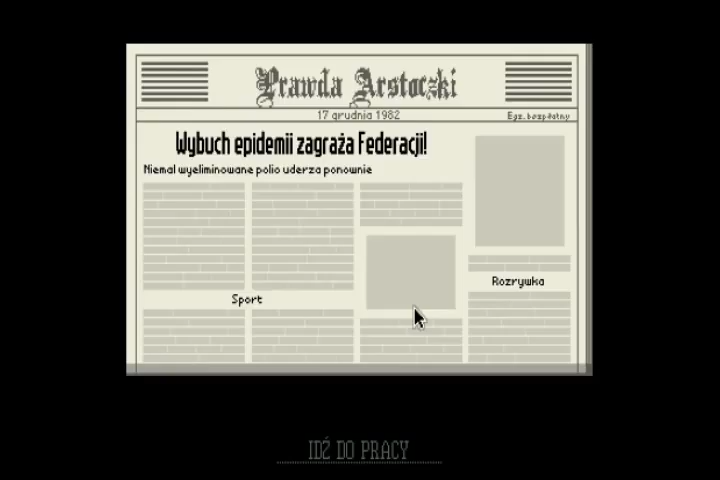 Prawda Arstoczki
17 grudnia 1982
Egz. bezpłatny
Wybuch epidemii zagraża Federacji!
Niemal wyeliminowane polio uderza ponownie
Rozrywka
Sport
IDŹ DO PRACY